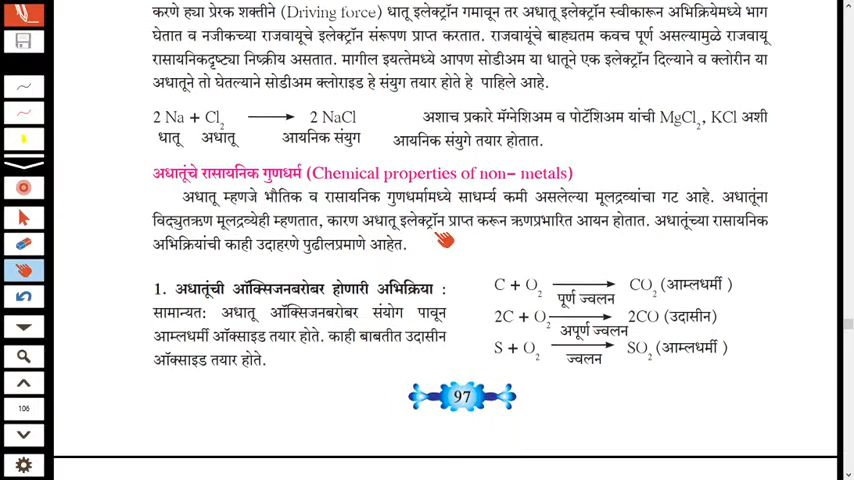 करणे ह्या प्रेरक शक्तीने (Driving force) धातू इलेक्ट्रॉन गमावून तर अधातू इलेक्ट्रॉन स्वीकारून अभिक्रियेमध्ये भाग
घेतात व नजीकच्या राजवायूचे इलेक्ट्रॉन संरूपण प्राप्त करतात. राजवायूंचे बाह्यतम कवच पूर्ण असल्यामुळे राजवायू
रासायनिकदृष्ट्या निष्क्रीय असतात. मागील इयत्तेमध्ये आपण सोडीअम या धातूने एक इलेक्ट्रॉन दिल्याने व क्लोरीन या
अधातूने तो घेतल्याने सोडीअम क्लोराइड हे संयुग तयार होते हे पाहिले आहे.
2 Na + Cl₂ ⟶ 2 NaCl अशाच प्रकारे मॅग्नेशिअम व पोटॅशिअम यांची MgCl₂, KCl अशी
धातू अधातू आयनिक संयुग आयनिक संयुगे तयार होतात.
अधातूंचे रासायनिक गुणधर्म (Chemical properties of non- metals)
अधातू म्हणजे भौतिक व रासायनिक गुणधर्मामध्ये साधर्म्य कमी असलेल्या मूलद्रव्यांचा गट आहे. अधातूंना
विद्युतऋण मूलद्रव्येही म्हणतात, कारण अधातू इलेक्ट्रॉन प्राप्त करून ऋणप्रभारित आयन होतात. अधातूंच्या रासायनिक
अभिक्रियांची काही उदाहरणे पुढीलप्रमाणे आहेत.
1. अधातूंची ऑक्सिजनबरोबर होणारी अभिक्रिया :
सामान्यत: अधातू ऑक्सिजनबरोबर संयोग पावून
आम्लधर्मी ऑक्साइड तयार होते. काही बाबतीत उदासीन
ऑक्साइड तयार होते.
C + O₂ ⟶ CO₂ (आम्लधर्मी )
पूर्ण ज्वलन
2C + O₂ ⟶ 2CO (उदासीन)
अपूर्ण ज्वलन
S + O₂ ⟶ SO₂ (आम्लधर्मी )
ज्वलन
97
106